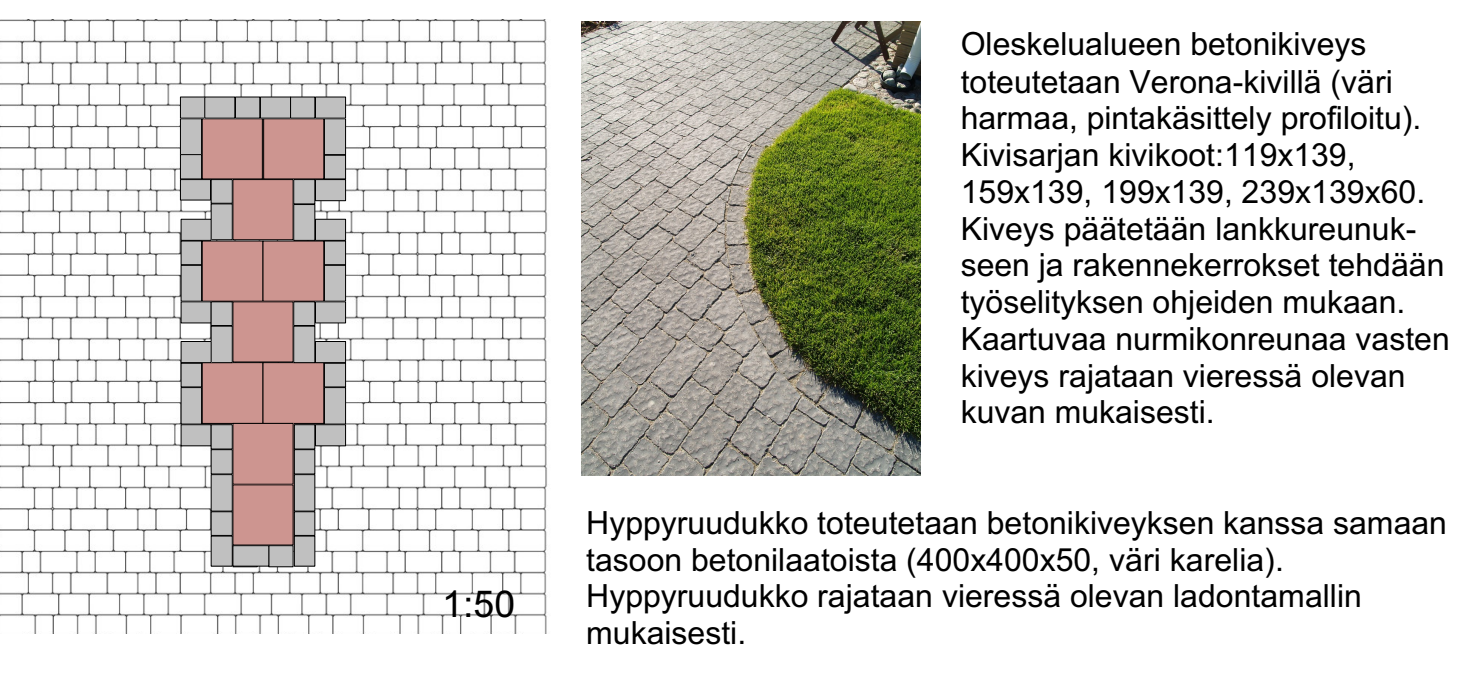 Oleskelualueen betonikiveys
toteutetaan Verona-kivillä (väri
harmaa, pintakäsittely profiloitu).
Kivisarjan kivikoot:119x139,
159x139, 199x139, 239x139x60.
Kiveys päätetään lankkureunuk-
seen ja rakennekerrokset tehdään
työselityksen ohjeiden mukaan.
Kaartuvaa nurmikonreunaa vasten
kiveys rajataan vieressä olevan
kuvan mukaisesti.
Hyppyruudukko toteutetaan betonikiveyksen kanssa samaan
tasoon betonilaatoista (400x400x50, väri karelia).
Hyppyruudukko rajataan vieressä olevan ladontamallin
mukaisesti.
1:50